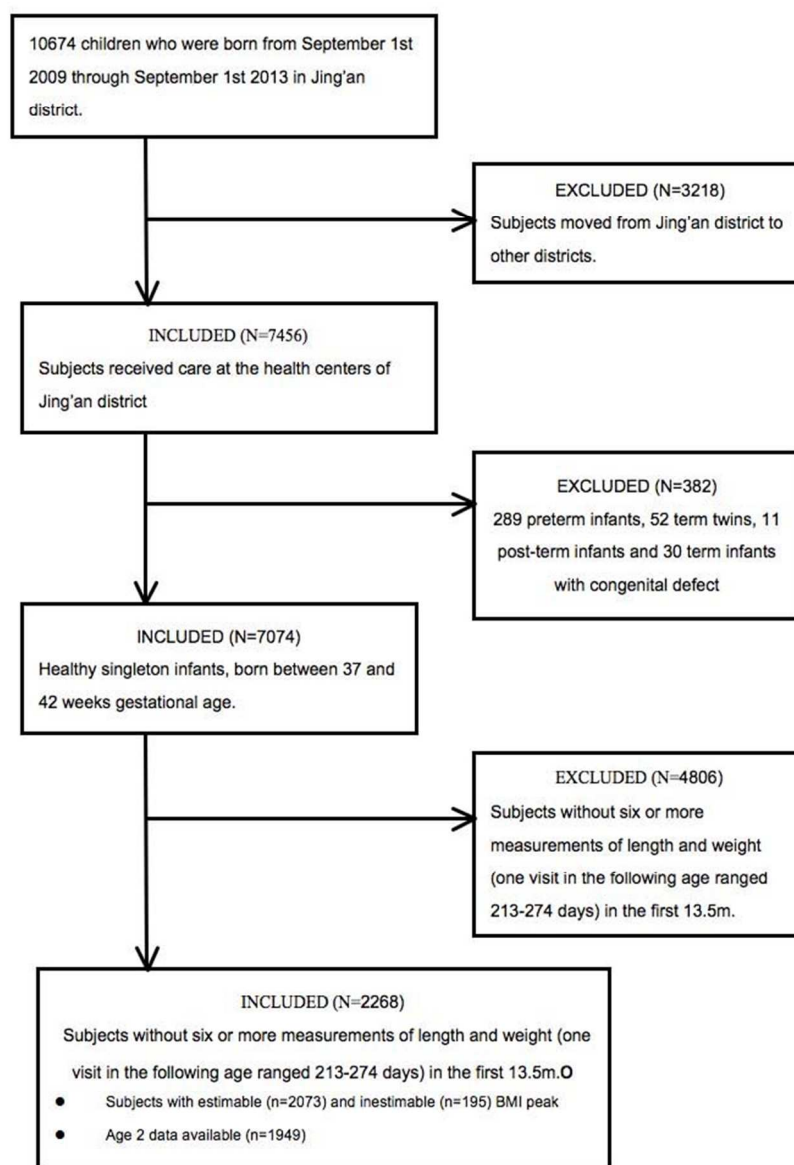 10674 children who were born from September 1st
2009 through September 1st 2013 in Jing’an
district.
EXCLUDED (N=3218)
Subjects moved from Jing’an district to
other districts.
INCLUDED (N=7456)
Subjects received care at the health centers of
Jing’an district
EXCLUDED (N=382)
289 preterm infants, 52 term twins, 11
post-term infants and 30 term infants
with congenital defect
INCLUDED (N=7074)
Healthy singleton infants, born between 37 and
42 weeks gestational age.
EXCLUDED (N=4806)
Subjects without six or more
measurements of length and weight
(one visit in the following age ranged
213-274 days) in the first 13.5m.
INCLUDED (N=2268)
Subjects without six or more measurements of length and weight (one
visit in the following age ranged 213-274 days) in the first 13.5m.O
● Subjects with estimable (n=2073) and inestimable (n=195) BMI peak
● Age 2 data available (n=1949)